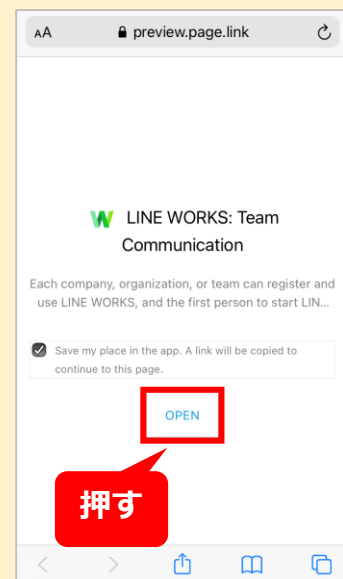 AA preview.page.link
LINE WORKS: Team
Communication
Each company, organization, or team can register and
use LINE WORKS, and the first person to start LIN...
Save my place in the app. A link will be copied to
continue to this page.
OPEN
押す